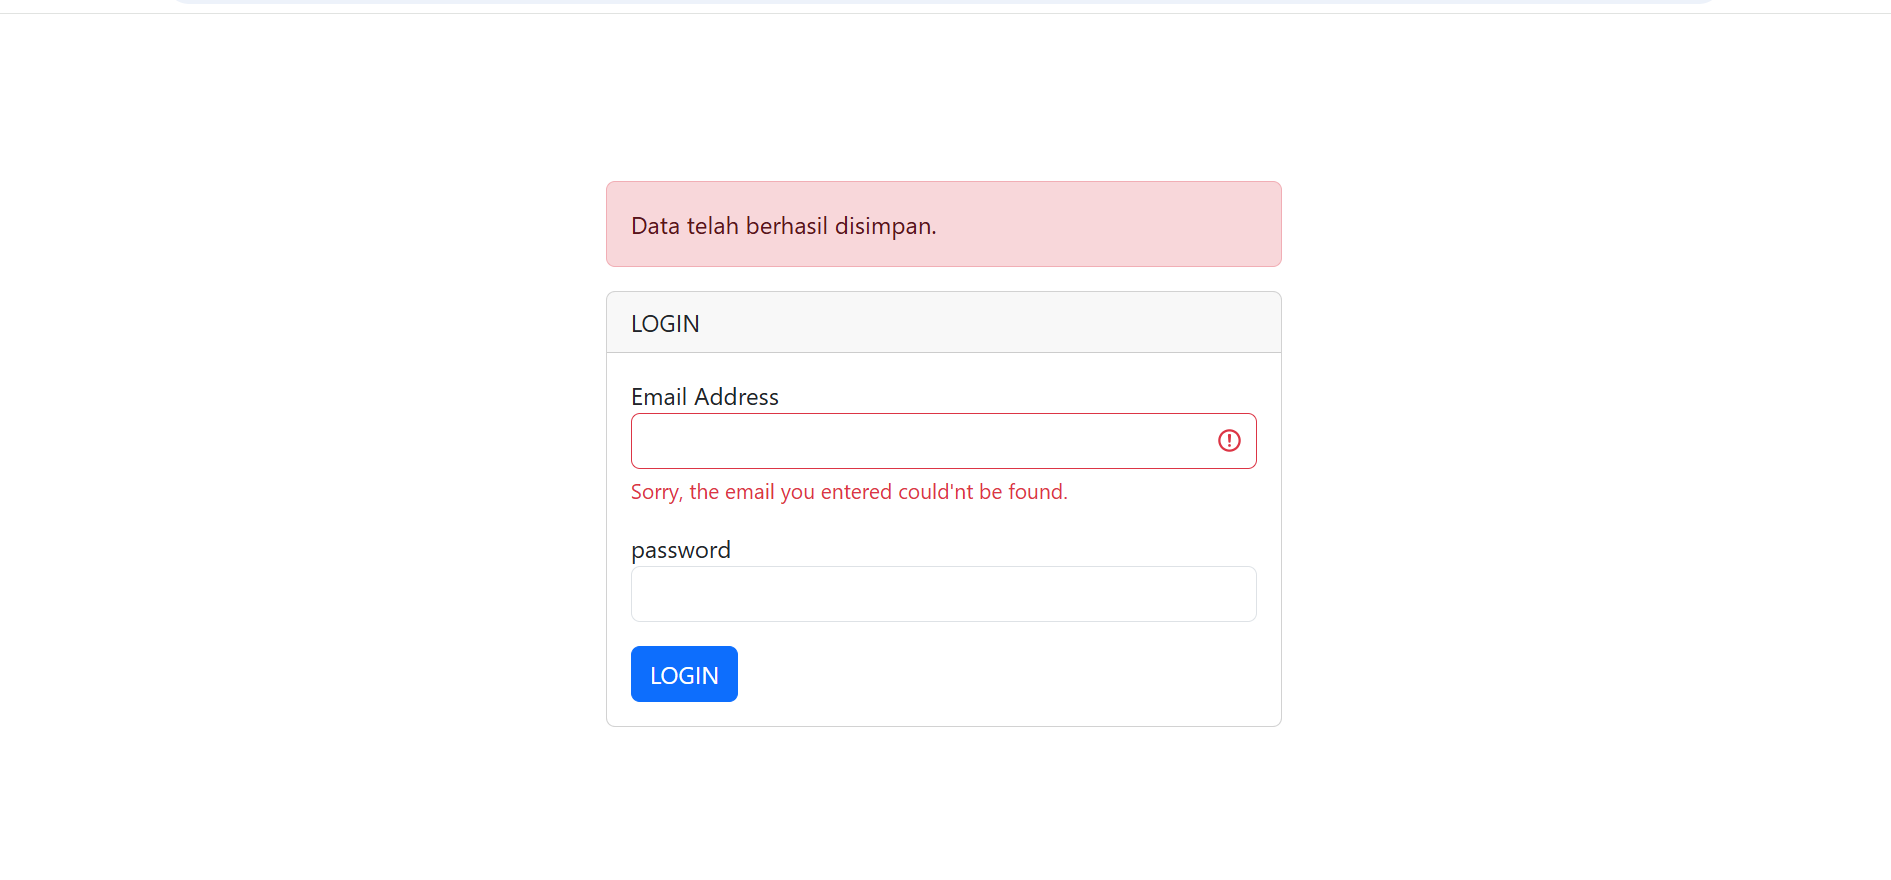 Data telah berhasil disimpan.
LOGIN
Email Address
Sorry, the email you entered could'nt be found.
password
LOGIN